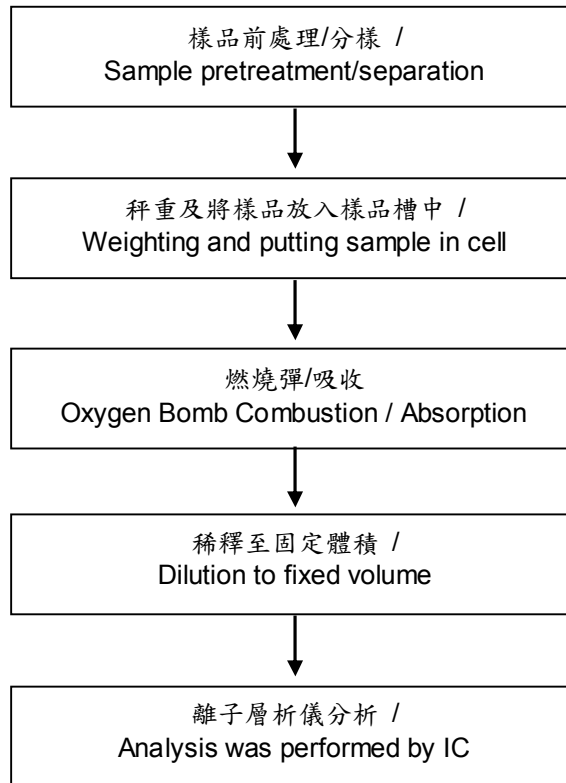 樣品前處理/分樣 /
Sample pretreatment/separation
秤重及將樣品放入樣品槽中 /
Weighting and putting sample in cell
燃燒彈/吸收
Oxygen Bomb Combustion / Absorption
稀釋至固定體積 /
Dilution to fixed volume
離子層析儀分析 /
Analysis was performed by IC